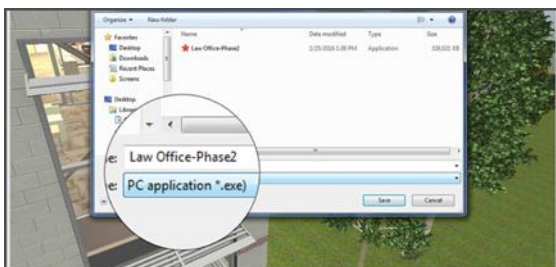 Organize New folder
Favorites
Desktop
Downloads
Recent Places
Screens
Desktop
Name Date modified Type Size
Law Office-Phase2 2/25/2016 1:39 PM Application
Law Office-Phase2
PC application *.exe)
Save Cancel